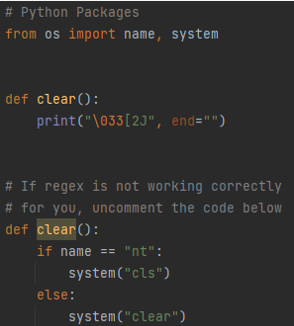 # Python Packages
from os import name, system
def clear():
    print("\033[2J", end="")
# If regex is not working correctly
# for you, uncomment the code below
def clear():
    if name == "nt":
        system("cls")
    else:
        system("clear")